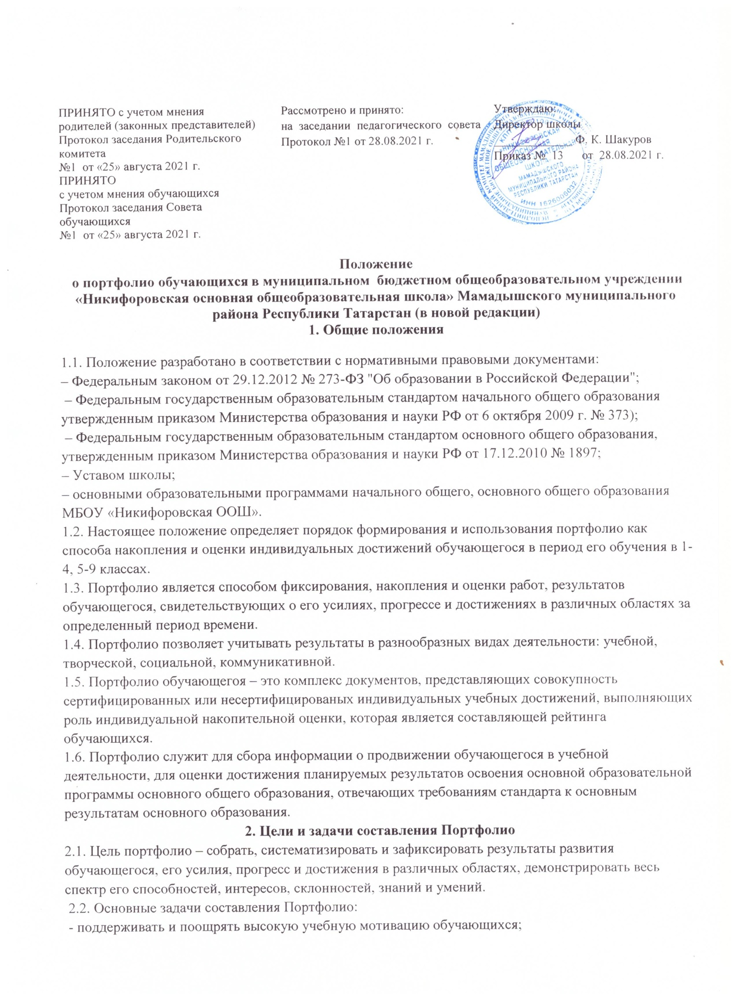 ПРИНЯТО с учетом мнения
родителей (законных представителей)
Протокол заседания Родительского
комитета
№1 от «25» августа 2021 г.
ПРИНЯТО
с учетом мнения обучающихся
Протокол заседания Совета
обучающихся
№1 от «25» августа 2021 г.
Рассмотрено и принято:
на заседании педагогического совета
Протокол №1 от 28.08.2021 г.
Утверждаю:
Директор школы
Ф. К. Шакуров
Приказ № 13 от 28.08.2021 г.
«НИКИФОРОВСКАЯ
ОСНОВНАЯ
ОБЩЕОБРАЗОВАТЕЛЬНАЯ
ШКОЛА»
МАМАДЫШСКОГО
МУНИЦИПАЛЬНОГО РАЙОНА
РЕСПУБЛИКИ ТАТАРСТАН
ИНН 1626006032
Положение
о портфолио обучающихся в муниципальном бюджетном общеобразовательном учреждении
«Никифоровская основная общеобразовательная школа» Мамадышского муниципального
района Республики Татарстан (в новой редакции)
1. Общие положения
1.1. Положение разработано в соответствии с нормативными правовыми документами:
– Федеральным законом от 29.12.2012 № 273-ФЗ "Об образовании в Российской Федерации";
– Федеральным государственным образовательным стандартом начального общего образования
утвержденным приказом Министерства образования и науки РФ от 6 октября 2009 г. № 373);
– Федеральным государственным образовательным стандартом основного общего образования,
утвержденным приказом Министерства образования и науки РФ от 17.12.2010 № 1897;
– Уставом школы;
– основными образовательными программами начального общего, основного общего образования
МБОУ «Никифоровская ООШ».
1.2. Настоящее положение определяет порядок формирования и использования портфолио как
способа накопления и оценки индивидуальных достижений обучающегося в период его обучения в 1-
4, 5-9 классах.
1.3. Портфолио является способом фиксирования, накопления и оценки работ, результатов
обучающегося, свидетельствующих о его усилиях, прогрессе и достижениях в различных областях за
определенный период времени.
1.4. Портфолио позволяет учитывать результаты в разнообразных видах деятельности: учебной,
творческой, социальной, коммуникативной.
1.5. Портфолио обучающегоя – это комплекс документов, представляющих совокупность
сертифицированных или несертифицированых индивидуальных учебных достижений, выполняющих
роль индивидуальной накопительной оценки, которая является составляющей рейтинга
обучающихся.
1.6. Портфолио служит для сбора информации о продвижении обучающегося в учебной
деятельности, для оценки достижения планируемых результатов освоения основной образовательной
программы основного общего образования, отвечающих требованиям стандарта к основным
результатам основного образования.
2. Цели и задачи составления Портфолио
2.1. Цель портфолио – собрать, систематизировать и зафиксировать результаты развития
обучающегося, его усилия, прогресс и достижения в различных областях, демонстрировать весь
спектр его способностей, интересов, склонностей, знаний и умений.
2.2. Основные задачи составления Портфолио:
- поддерживать и поощрять высокую учебную мотивацию обучающихся;